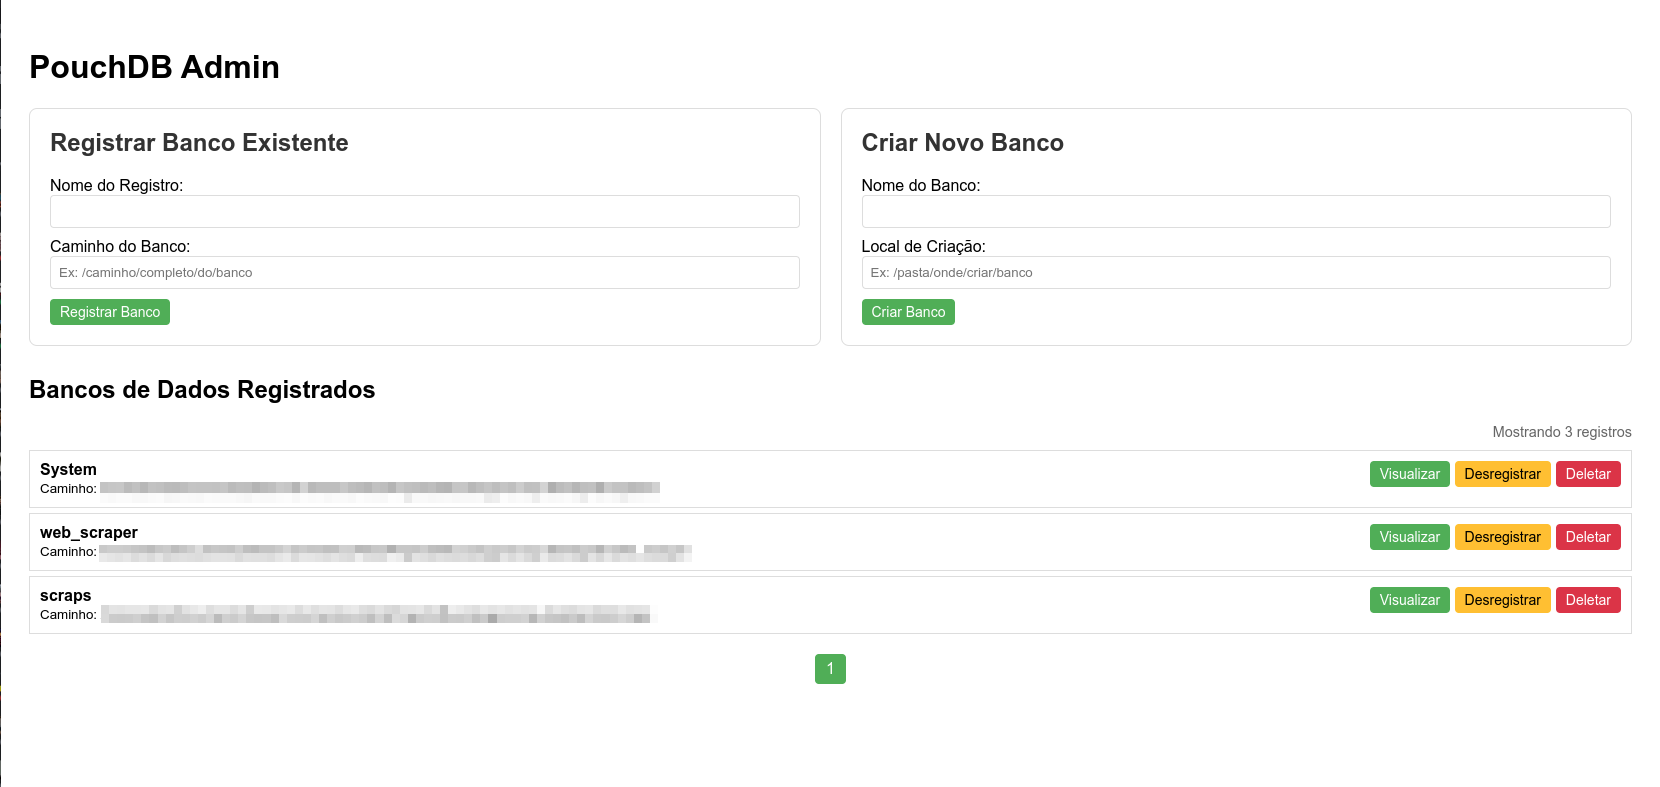 PouchDB Admin
Registrar Banco Existente
Nome do Registro:
Caminho do Banco:
Ex: /caminho/completo/do/banco
Registrar Banco
Criar Novo Banco
Nome do Banco:
Local de Criação:
Ex: /pasta/onde/criar/banco
Criar Banco
Bancos de Dados Registrados
Mostrando 3 registros
System
Caminho:
Visualizar Desregistrar Deletar
web_scraper
Caminho:
Visualizar Desregistrar Deletar
scraps
Caminho:
Visualizar Desregistrar Deletar
1